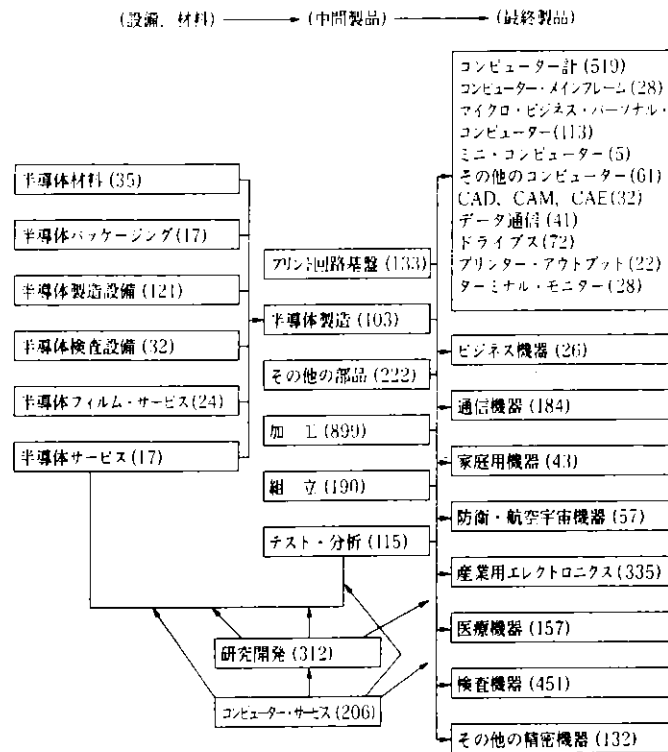 (設備、材料) → (中間製品) → (最終製品)
コンピューター計(519)
コンピューター・メインフレーム(28)
マイクロ・ビジネス・パーソナル・
コンピューター(113)
ミニ・コンピューター(5)
その他のコンピューター(61)
CAD、CAM、CAE(32)
データ通信(41)
ドライブス(72)
プリンター・アウトプット(22)
ターミナル・モニター(28)
半導体材料(35)
半導体パッケージング(17)
半導体製造設備(121)
半導体検査設備(32)
半導体フィルム・サービス(24)
半導体サービス(17)
プリント回路基盤(133)
半導体製造(103)
その他の部品(222)
加 工(899)
組 立(190)
テスト・分析(115)
研究開発(312)
コンピューター・サービス(206)
ビジネス機器(26)
通信機器(184)
家庭用機器(43)
防衛・航空宇宙機器(57)
産業用エレクトロニクス(335)
医療機器(157)
検査機器(451)
その他の精密機器(132)